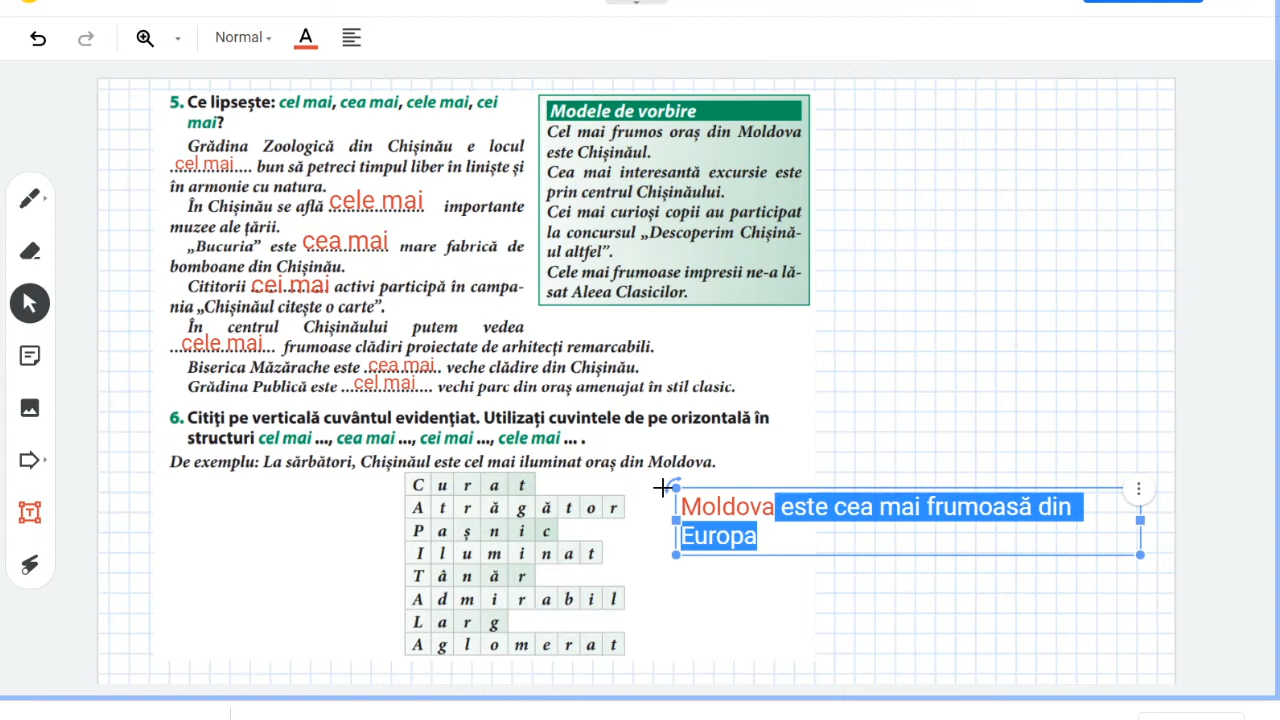 Normal
A
5. Ce lipsește: cel mai, cea mai, cele mai, cei
mai?
Grădina Zoologică din Chișinău e locul
cel mai bun să petreci timpul liber în liniște și
în armonie cu natura.
În Chișinău se află cele mai importante
muzee ale țării.
„Bucuria” este cea mai mare fabrică de
bomboane din Chișinău.
Cititorii cei mai activi participă în campa-
nia „Chișinăul citește o carte”.
În centrul Chișinăului putem vedea
cele mai frumoase clădiri proiectate de arhitecți remarcabili.
Biserica Măzărache este cea mai veche clădire din Chișinău.
Grădina Publică este cel mai vechi parc din oraș amenajat în stil clasic.
Modele de vorbire
Cel mai frumos oraș din Moldova
este Chișinăul.
Cea mai interesantă excursie este
prin centrul Chișinăului.
Cei mai curioși copii au participat
la concursul „Descoperim Chișină-
ul altfel”.
Cele mai frumoase impresii ne-a lă-
sat Aleea Clasicilor.
6. Citiți pe verticală cuvântul evidențiat. Utilizați cuvintele de pe orizontală în
structuri cel mai ..., cea mai ..., cei mai ..., cele mai ... .
De exemplu: La sărbători, Chișinăul este cel mai iluminat oraș din Moldova.
C u r a t
A t r ă g ă t o r
P a ș n i c
I l u m i n a t
T â n ă r
A d m i r a b i l
L a r g
A g l o m e r a t
Moldova este cea mai frumoasă din
Europa